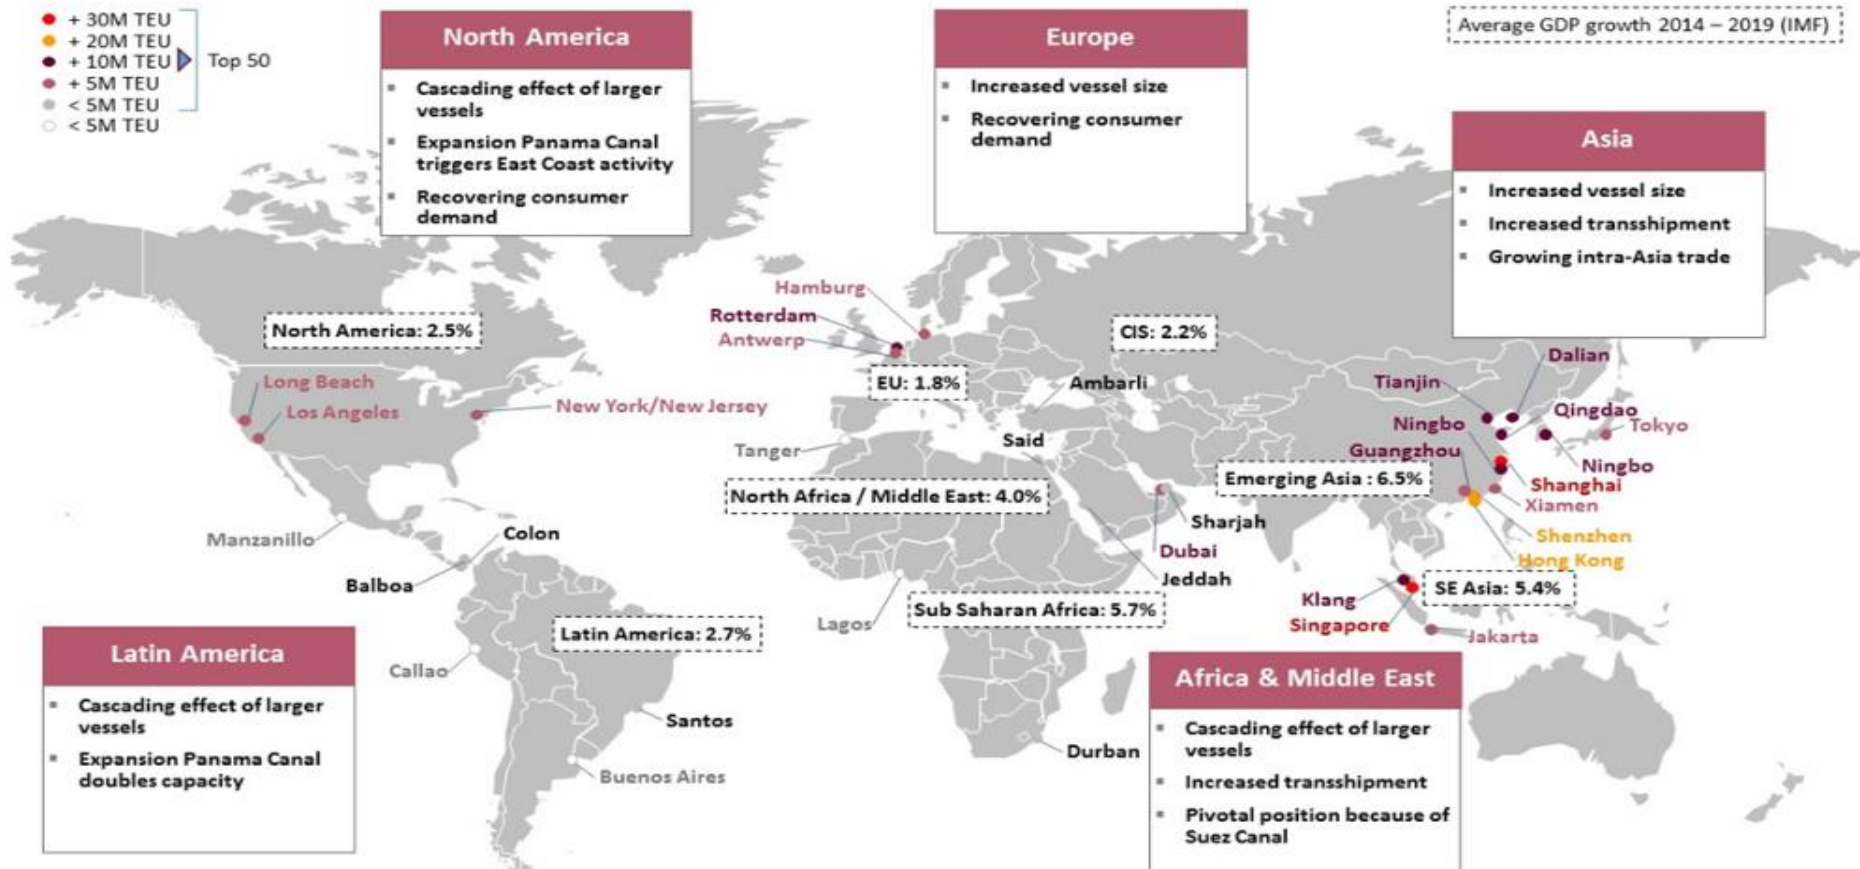 + 30M TEU
+ 20M TEU
+ 10M TEU
+ 5M TEU
< 5M TEU
< 5M TEU
Top 50
North America
Cascading effect of larger
vessels
Expansion Panama Canal
triggers East Coast activity
Recovering consumer
demand
Europe
Increased vessel size
Recovering consumer
demand
Average GDP growth 2014 – 2019 (IMF)
Asia
Increased vessel size
Increased transshipment
Growing intra-Asia trade
North America: 2.5%
Long Beach
Los Angeles
New York/New Jersey
Manzanillo
Colon
Balboa
Latin America: 2.7%
Callao
Santos
Buenos Aires
Hamburg
Rotterdam
Antwerp
EU: 1.8%
CIS: 2.2%
Ambarli
Said
Tanger
North Africa / Middle East: 4.0%
Sharjah
Dubai
Jeddah
Lagos
Sub Saharan Africa: 5.7%
Durban
Dalian
Tianjin
Qingdao
Ningbo
Tokyo
Guangzhou
Ningbo
Emerging Asia : 6.5%
Shanghai
Xiamen
Shenzhen
Hong Kong
Klang
SE Asia: 5.4%
Singapore
Jakarta
Latin America
Cascading effect of larger
vessels
Expansion Panama Canal
doubles capacity
Africa & Middle East
Cascading effect of larger
vessels
Increased transshipment
Pivotal position because of
Suez Canal